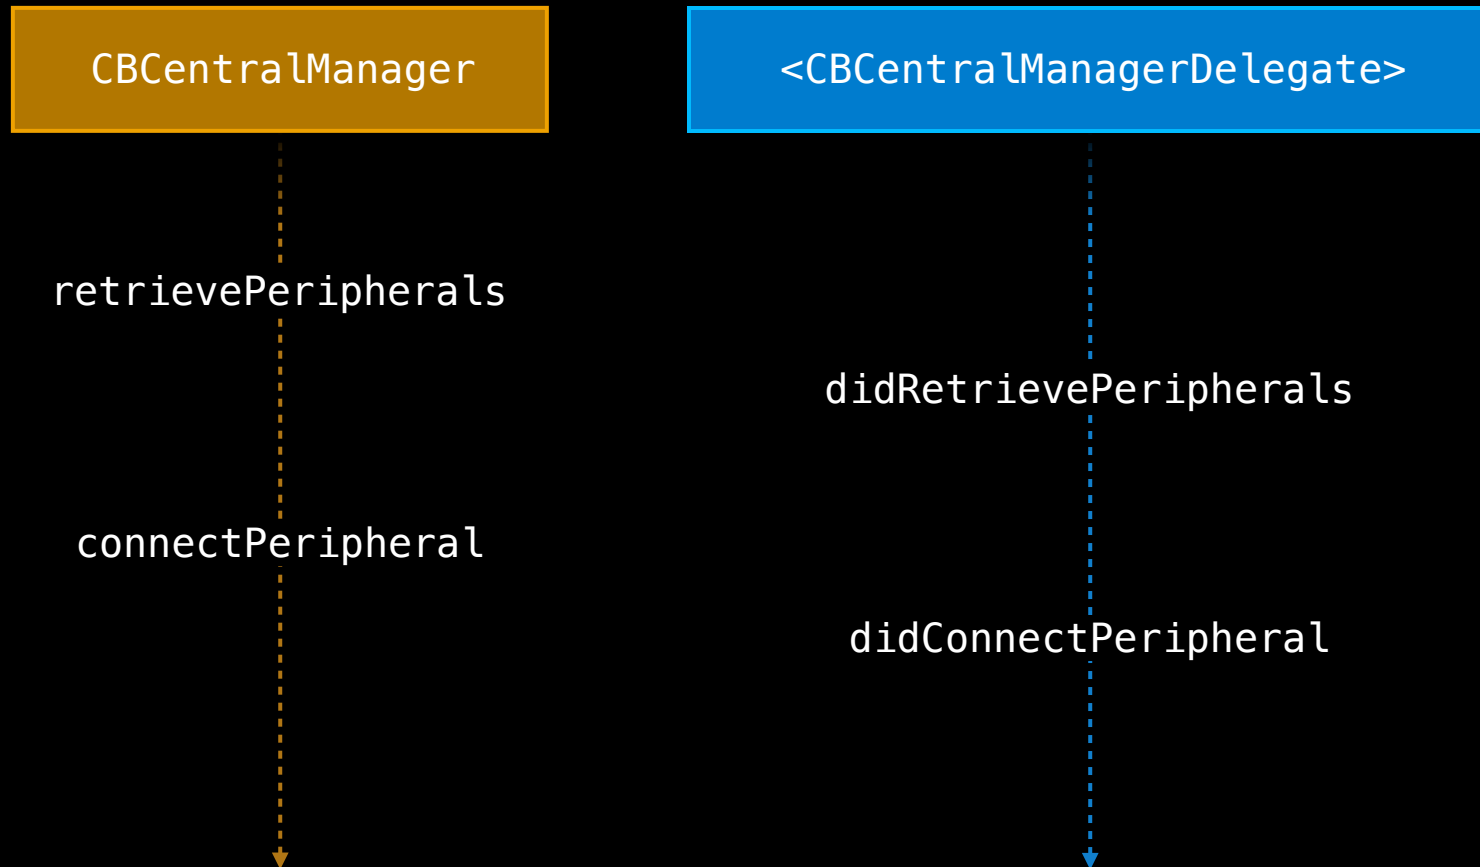 CBCentralManager
<CBCentralManagerDelegate>
retrievePeripherals
didRetrievePeripherals
connectPeripheral
didConnectPeripheral